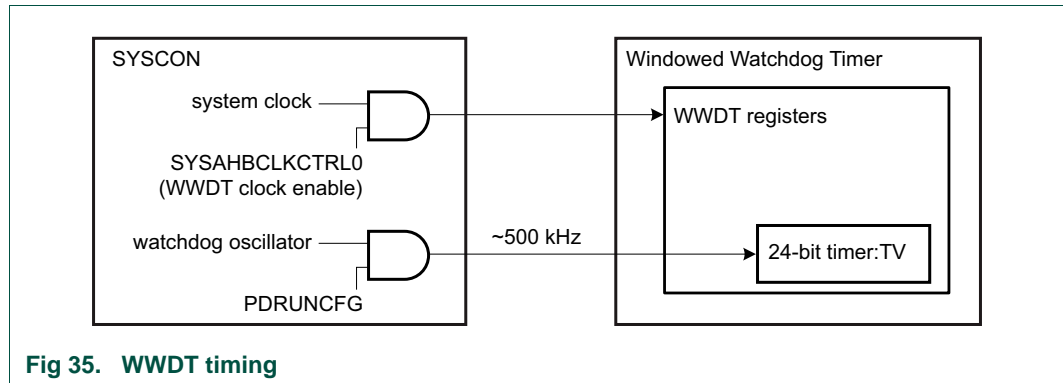 SYSCON
system clock
SYSAHBCLKCTRL0
(WWDT clock enable)
watchdog oscillator
PDRUNCFG
~500 kHz
Windowed Watchdog Timer
WWDT registers
24-bit timer:TV
Fig 35. WWDT timing